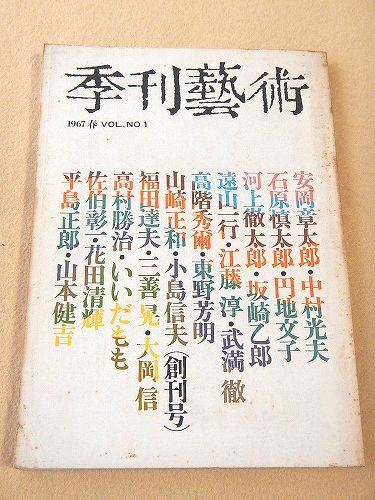 季刊藝術
1967 春 VOL. NO 1
安岡章太郎・中村光夫
石原慎太郎・円地文子
河上徹太郎・坂崎乙郎
遠山一行・江藤 淳・武満 徹
高階秀爾・東野芳明
山崎正和・小島信夫(創刊号)
福田達夫・三善 晃・大岡 信
高村勝治・いいだもも
佐伯彰一・花田清輝
平島正郎・山本健吉